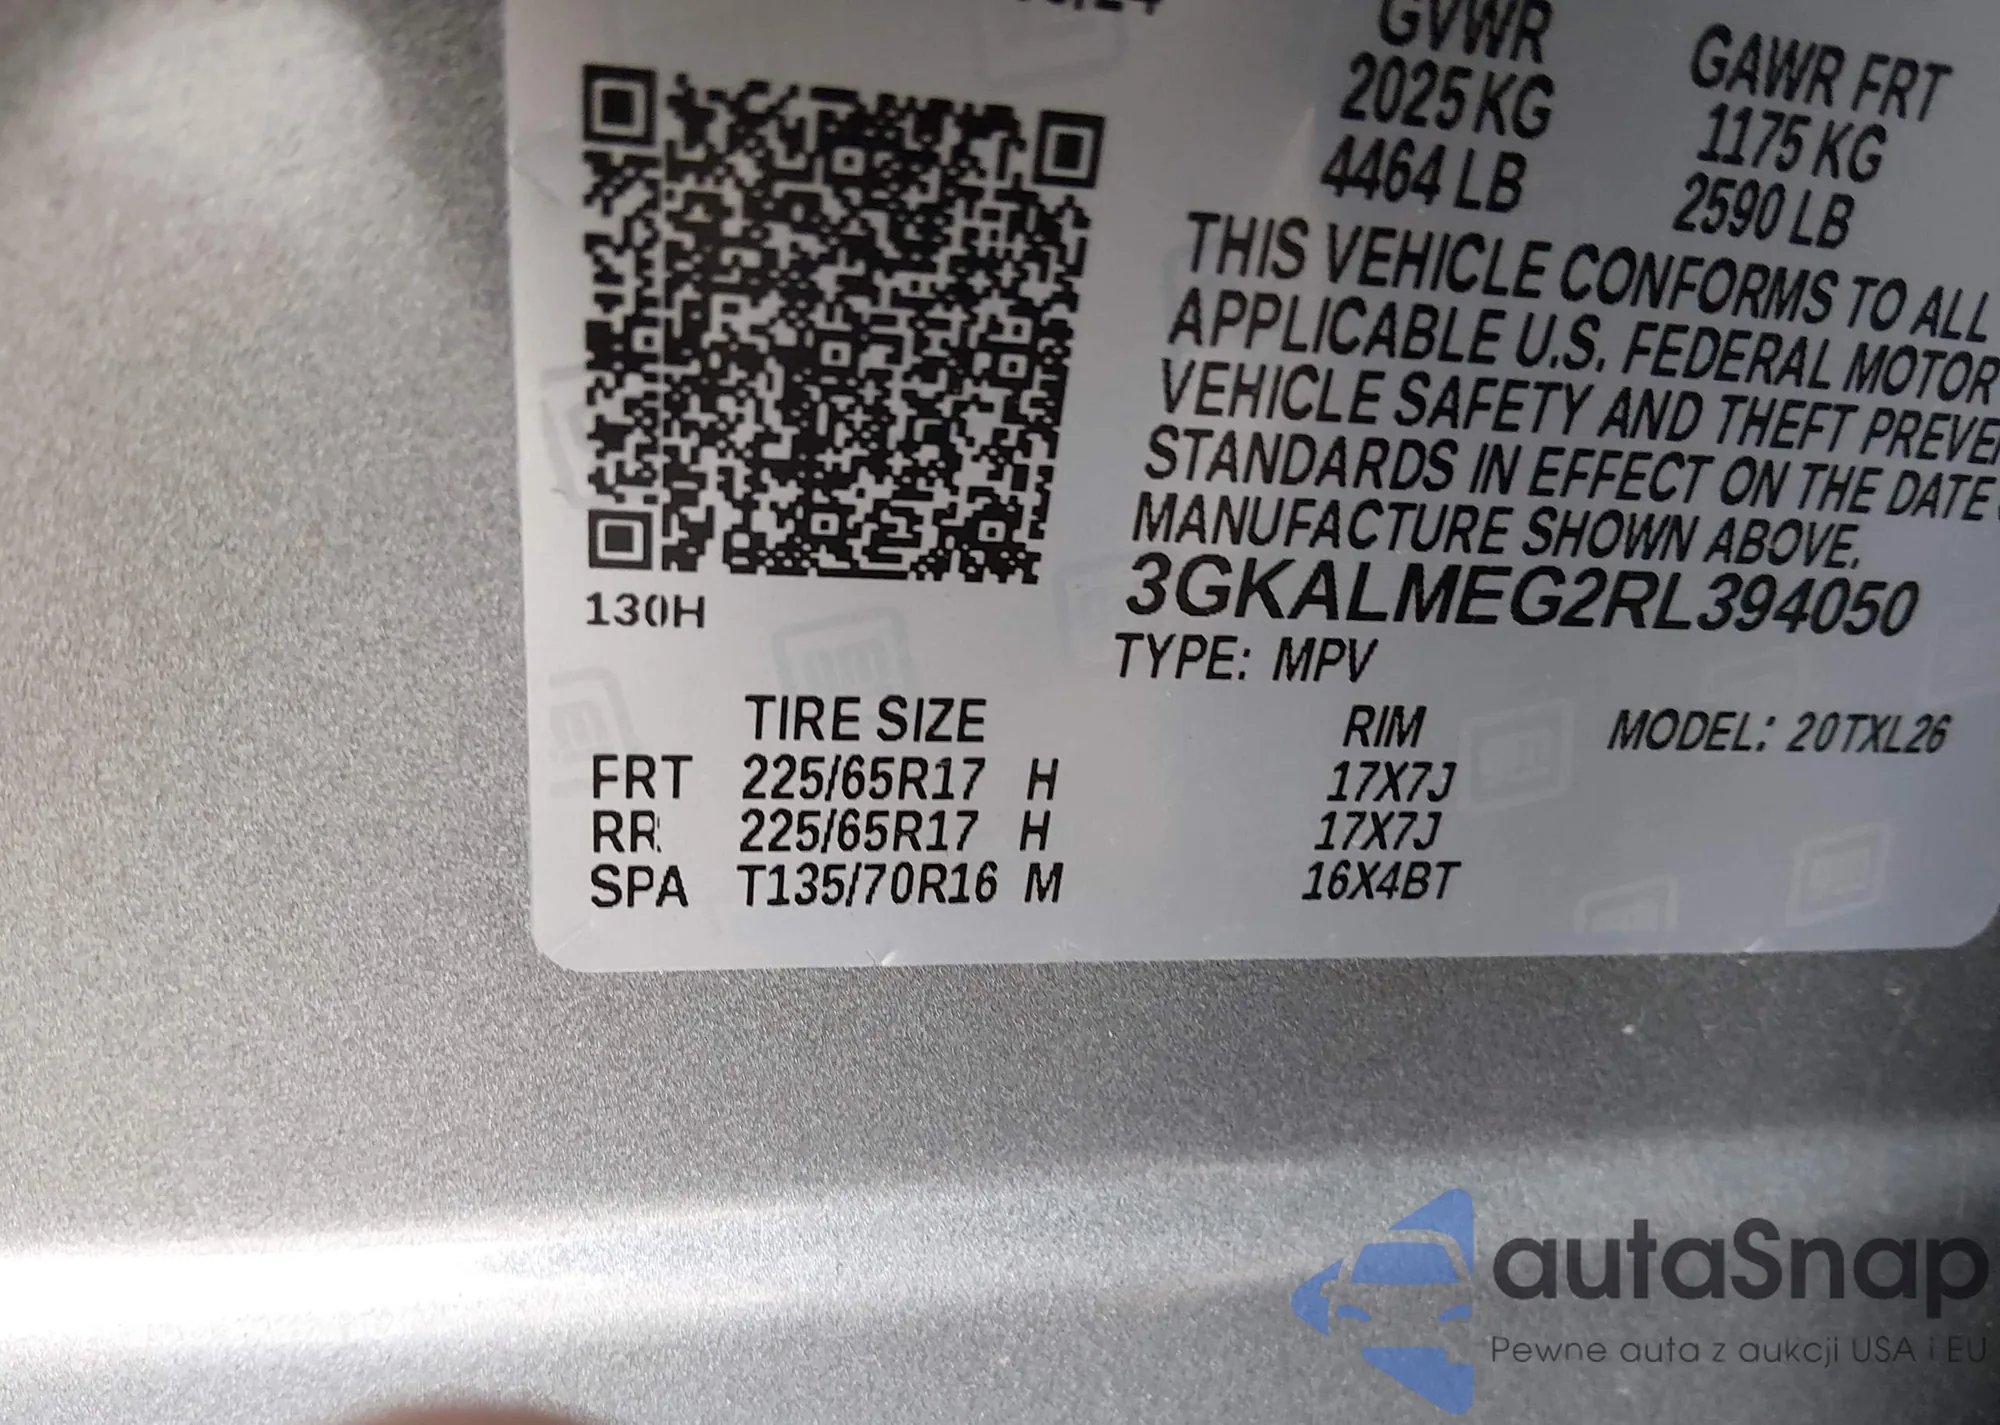 GVWR GAWR FRT
2025 KG 1175 KG
4464 LB 2590 LB
THIS VEHICLE CONFORMS TO ALL
APPLICABLE U.S. FEDERAL MOTOR
VEHICLE SAFETY AND THEFT PREVE
STANDARDS IN EFFECT ON THE DATE
MANUFACTURE SHOWN ABOVE.
3GKALMEG2RL394050
130H
TYPE: MPV
TIRE SIZE RIM MODEL: 20TXL26
FRT 225/65R17 H 17X7J
RR 225/65R17 H 17X7J
SPA T135/70R16 M 16X4BT
autaSnap
Pewne auta z aukcji USA i EU